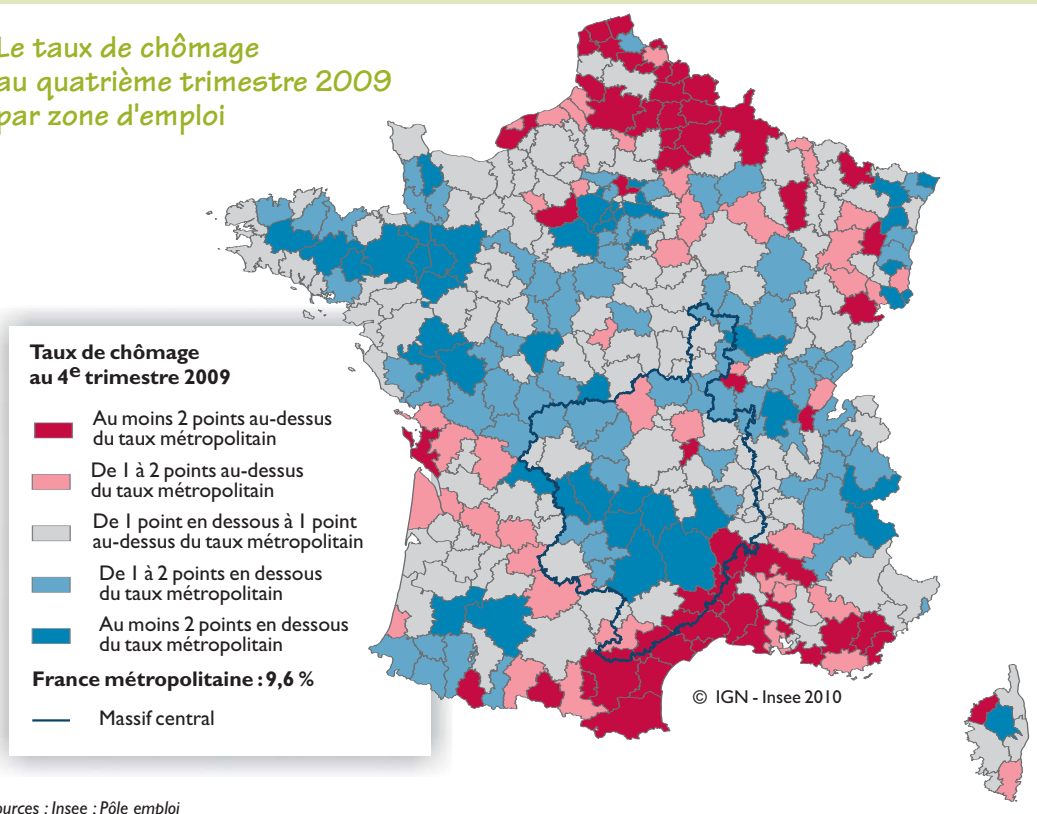 Le taux de chômage
au quatrième trimestre 2009
par zone d'emploi
Taux de chômage
au 4e trimestre 2009
Au moins 2 points au-dessus
du taux métropolitain
De 1 à 2 points au-dessus
du taux métropolitain
De 1 point en dessous à 1 point
au-dessus du taux métropolitain
De 1 à 2 points en dessous
du taux métropolitain
Au moins 2 points en dessous
du taux métropolitain
France métropolitaine : 9,6 %
Massif central
© IGN - Insee 2010
ources : Insee ; Pôle emploi